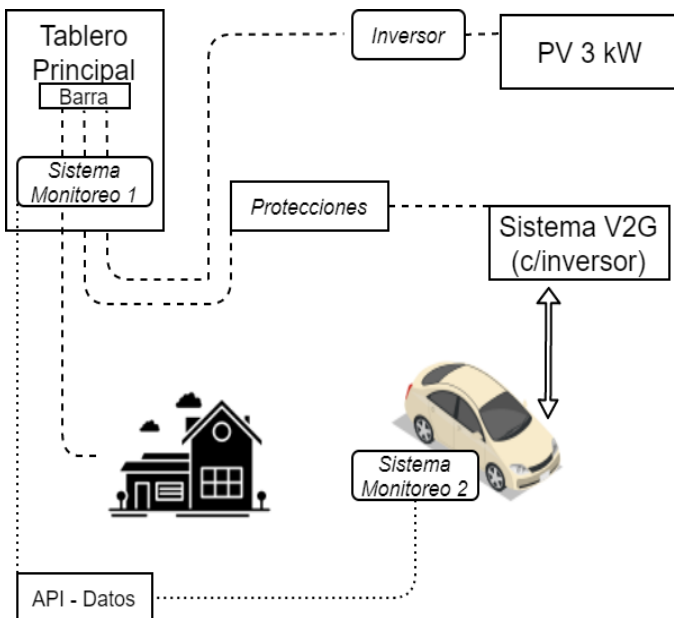 Tablero
Principal
Barra
Sistema
Monitoreo 1
Inversor
PV 3 kW
Protecciones
Sistema V2G
(c/inversor)
Sistema
Monitoreo 2
API - Datos